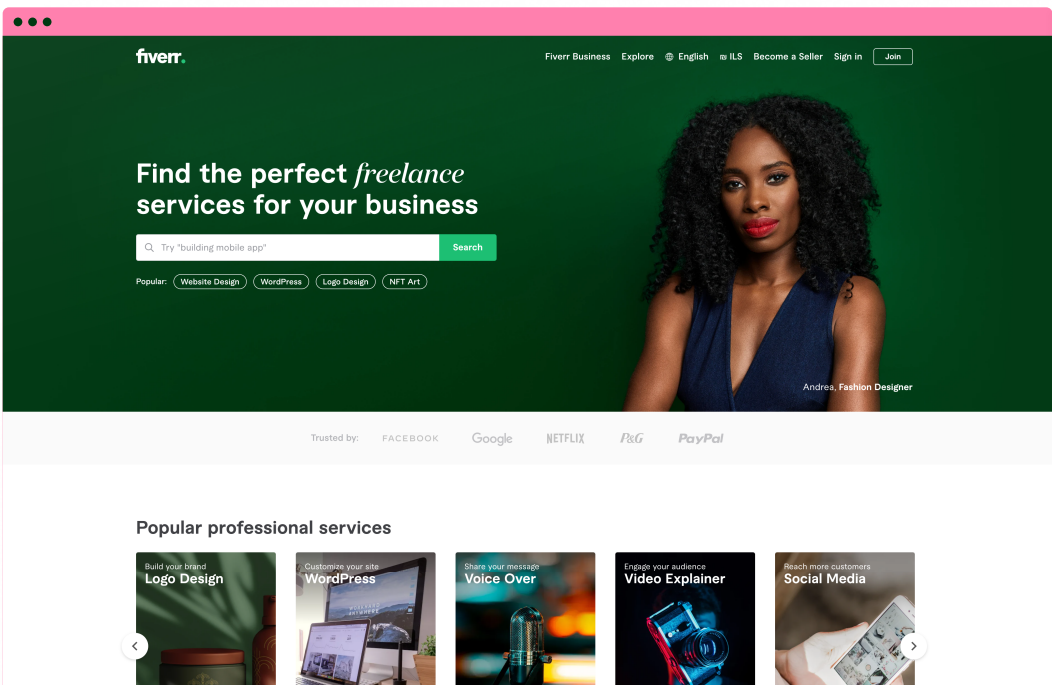 fiverr.
Fiverr Business Explore English ₪ ILS Become a Seller Sign in Join
Find the perfect freelance
services for your business
Try "building mobile app" Search
Popular: Website Design WordPress Logo Design NFT Art
Andrea, Fashion Designer
Trusted by: FACEBOOK Google NETFLIX P&G PayPal
Popular professional services
Build your brand
Logo Design
Customize your site
WordPress
Share your message
Voice Over
Engage your audience
Video Explainer
Reach more customers
Social Media